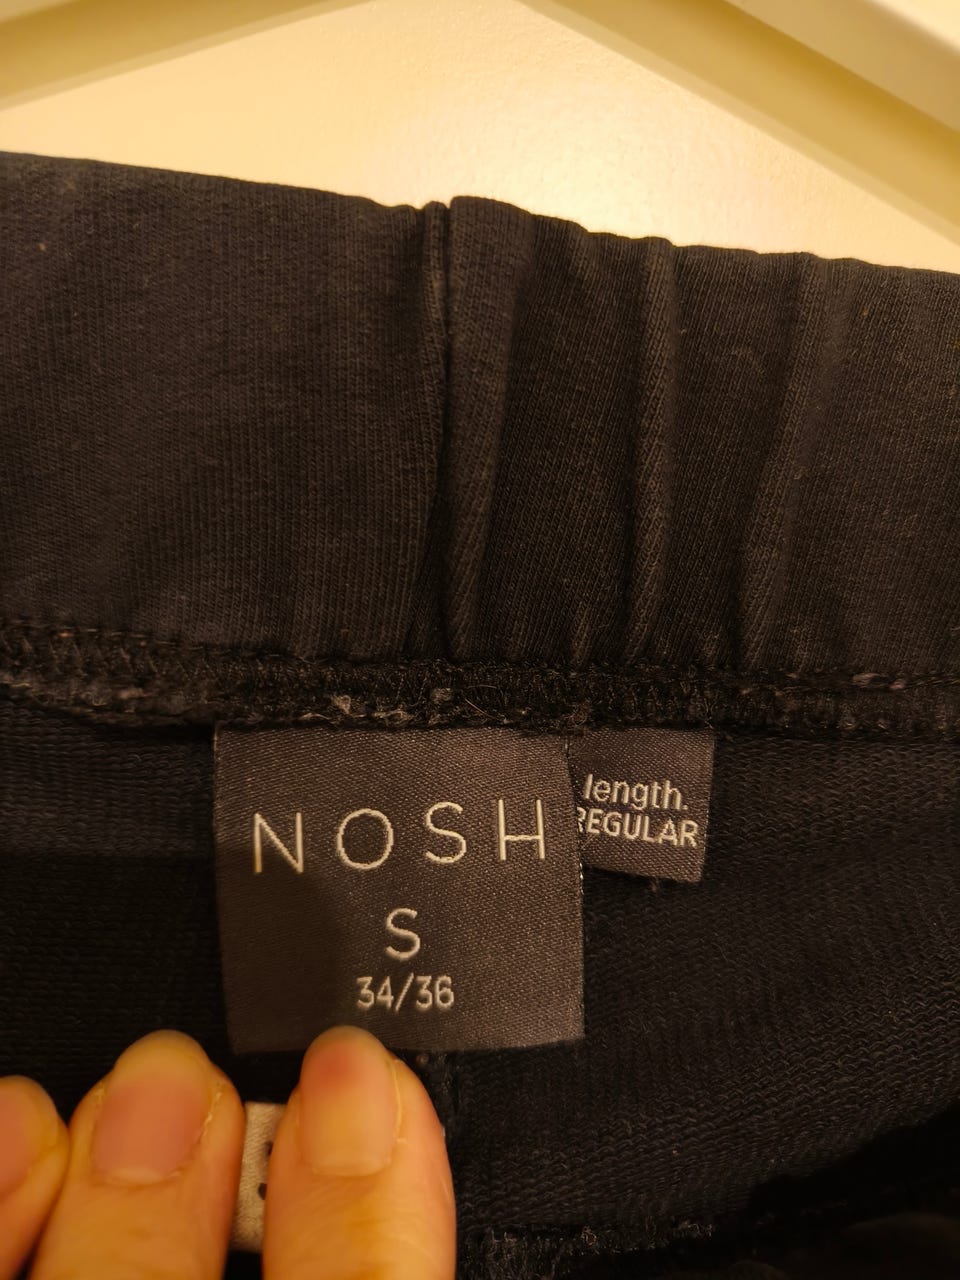 NOSH
S
34/36
length.
REGULAR